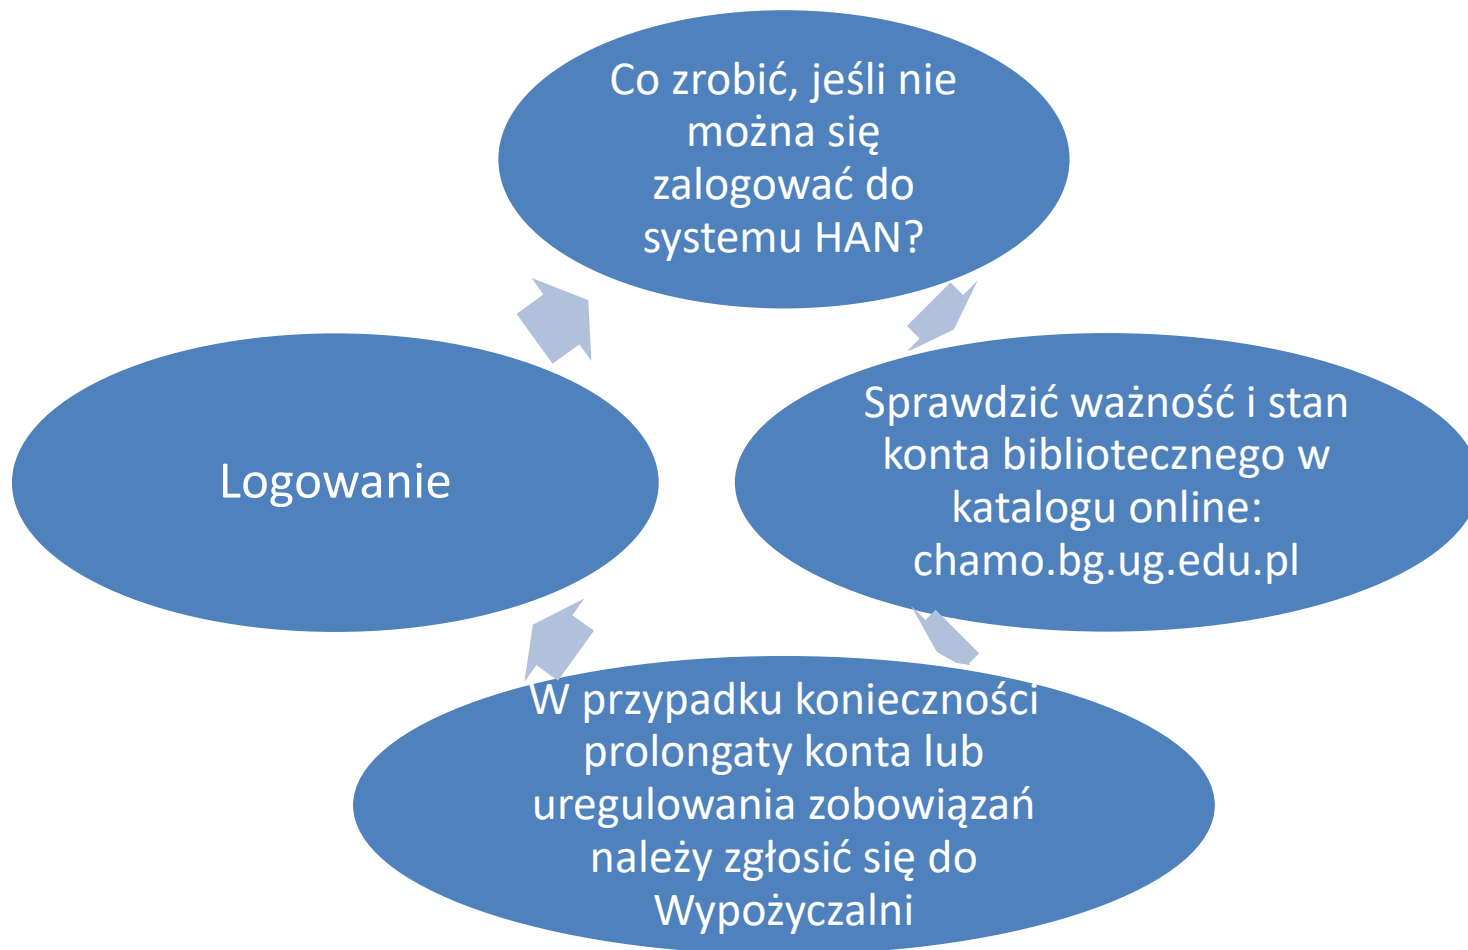 Co zrobić, jeśli nie
można się
zalogować do
systemu HAN?
Sprawdzić ważność i stan
konta bibliotecznego w
katalogu online:
chamo.bg.ug.edu.pl
W przypadku konieczności
prolongaty konta lub
uregulowania zobowiązań
należy zgłosić się do
Wypożyczalni
Logowanie